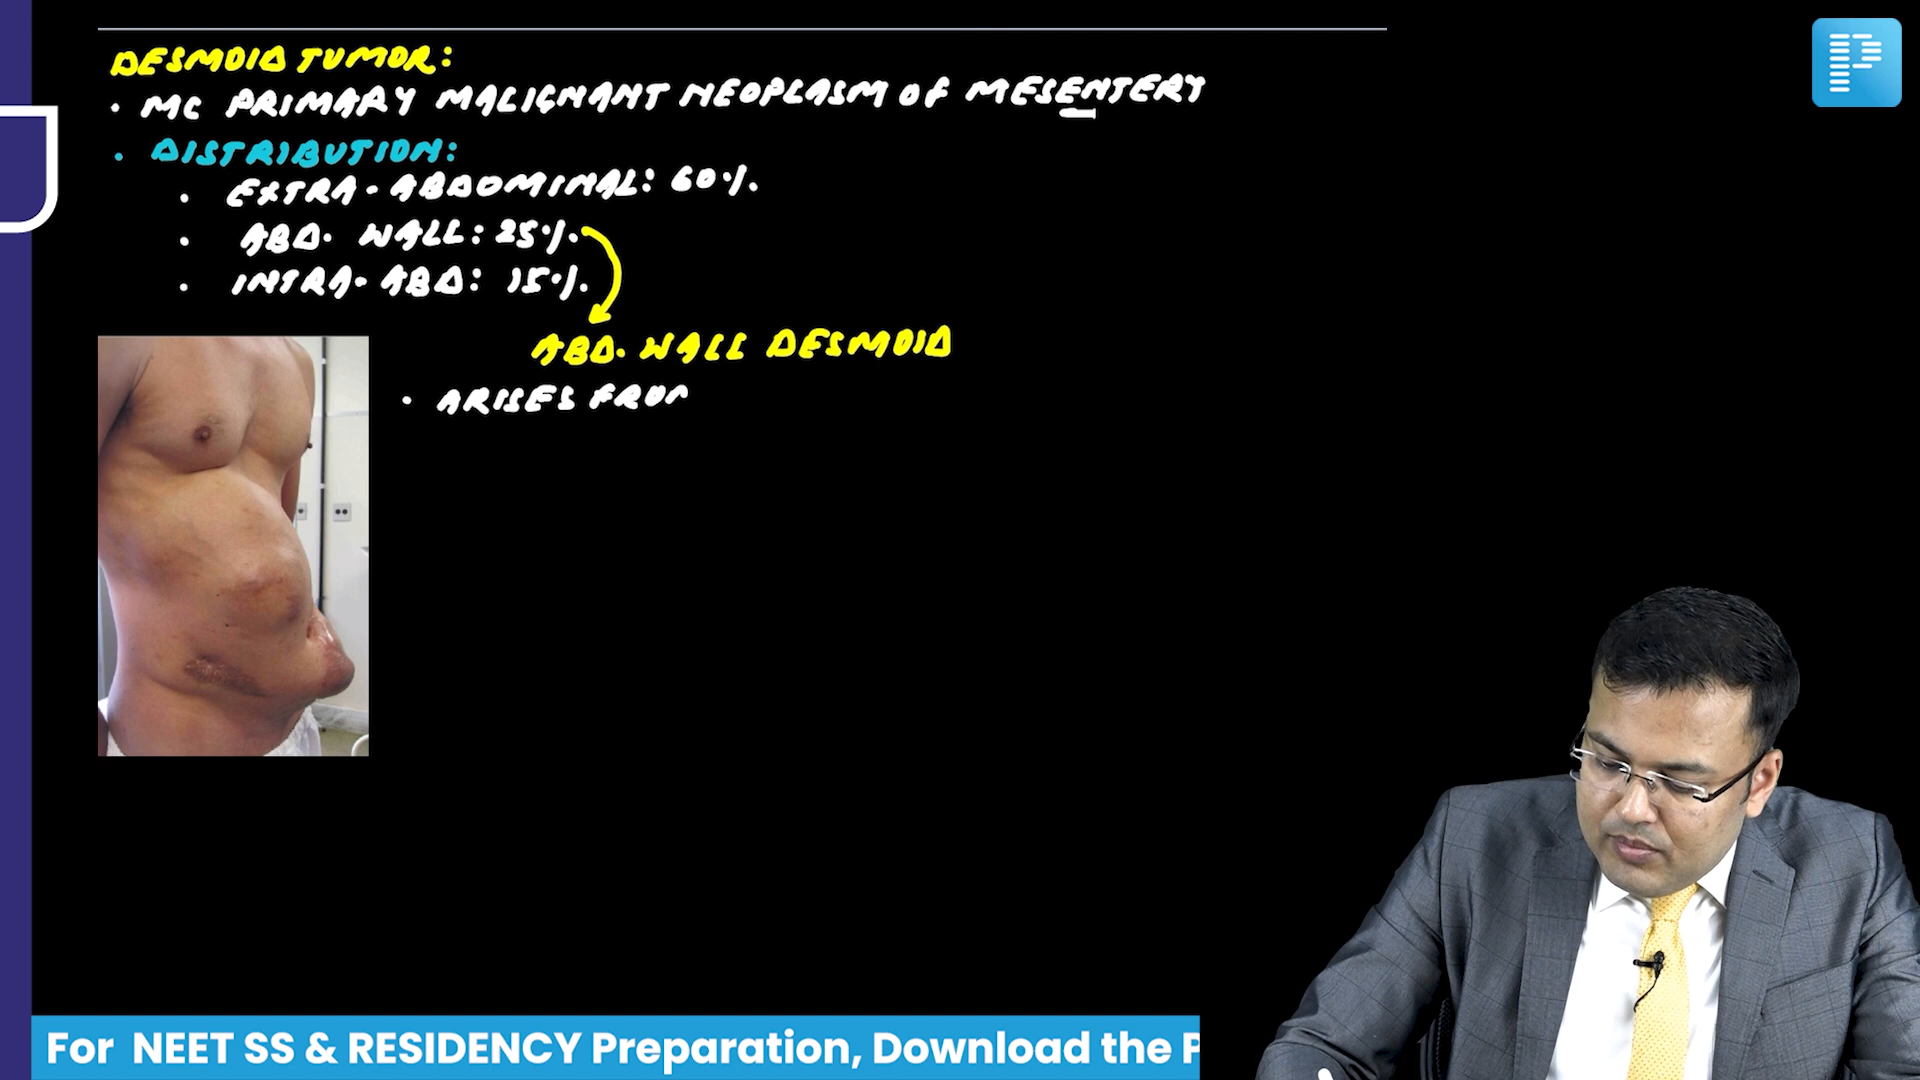 DESMOID TUMOR:
• MC PRIMARY MALIGNANT NEOPLASM OF MESENTERY
• DISTRIBUTION:
• EXTRA-ABDOMINAL: 60%.
• ABD. WALL: 25%.
• INTRA-ABD: 15%.
ABD. WALL DESMOID
• ARISES FROM
For NEET SS & RESIDENCY Preparation, Download the P